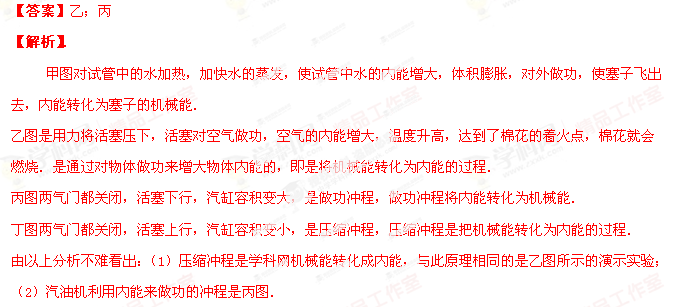 【答案】乙；丙
【解析】
甲图对试管中的水加热，加快水的蒸发，使试管中水的内能增大，体积膨胀，对外做功，使塞子飞出
去，内能转化为塞子的机械能．
乙图是用力将活塞压下，活塞对空气做功，空气的内能增大，温度升高，达到了棉花的着火点，棉花就会
燃烧．是通过对物体做功来增大物体内能的，即是将机械能转化为内能的过程．
丙图两气门都关闭，活塞下行，汽缸容积变大，是做功冲程，做功冲程将内能转化为机械能．
丁图两气门都关闭，活塞上行，汽缸容积变小，是压缩冲程，压缩冲程是把机械能转化为内能的过程．
由以上分析不难看出：（1）压缩冲程是学科网机械能转化成内能，与此原理相同的是乙图所示的演示实验；
（2）汽油机利用内能来做功的冲程是丙图．